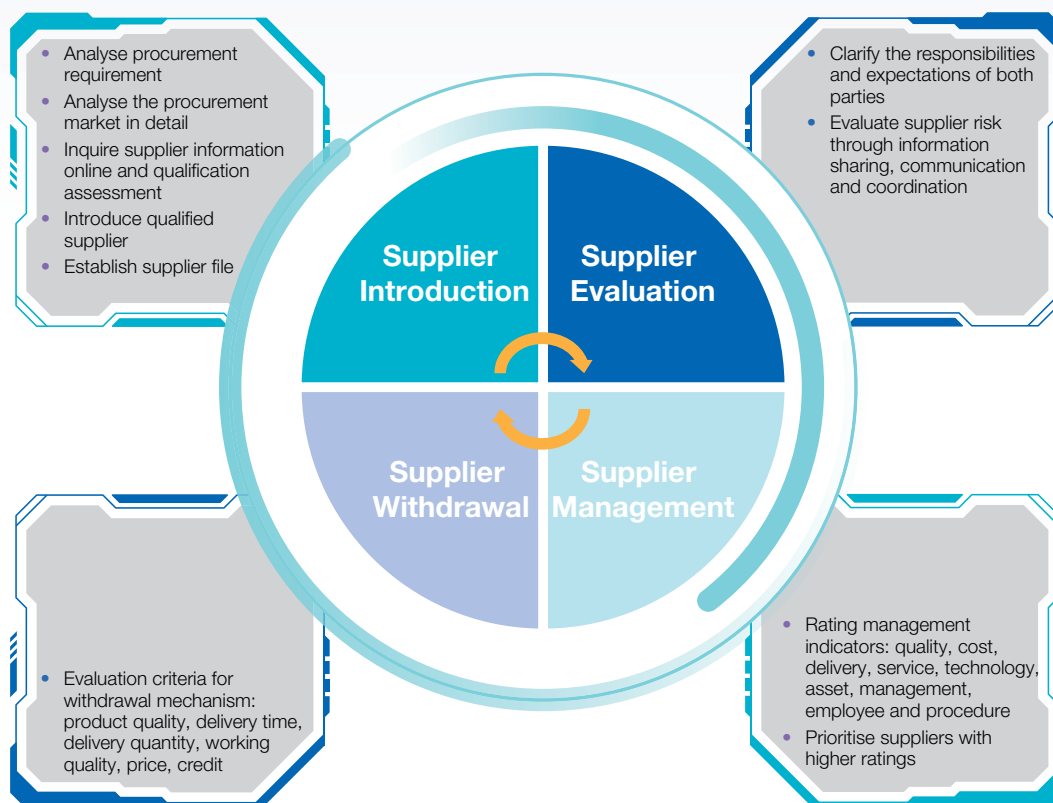 • Analyse procurement
requirement
• Analyse the procurement
market in detail
• Inquire supplier information
online and qualification
assessment
• Introduce qualified
supplier
• Establish supplier file
• Clarify the responsibilities
and expectations of both
parties
• Evaluate supplier risk
through information
sharing, communication
and coordination
Supplier
Introduction
Supplier
Evaluation
Supplier
Withdrawal
Supplier
Management
• Evaluation criteria for
withdrawal mechanism:
product quality, delivery time,
delivery quantity, working
quality, price, credit
• Rating management
indicators: quality, cost,
delivery, service, technology,
asset, management,
employee and procedure
• Prioritise suppliers with
higher ratings